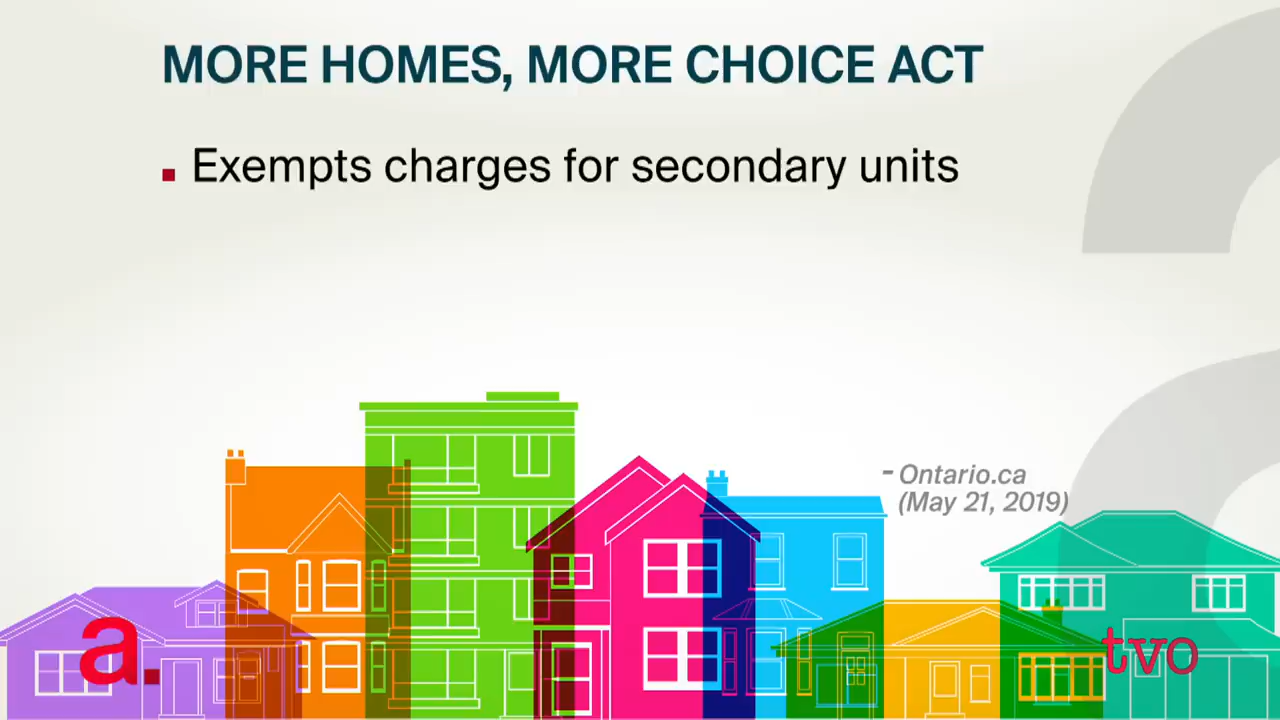 MORE HOMES, MORE CHOICE ACT
Exempts charges for secondary units
- Ontario.ca
(May 21, 2019)
a.
tvo